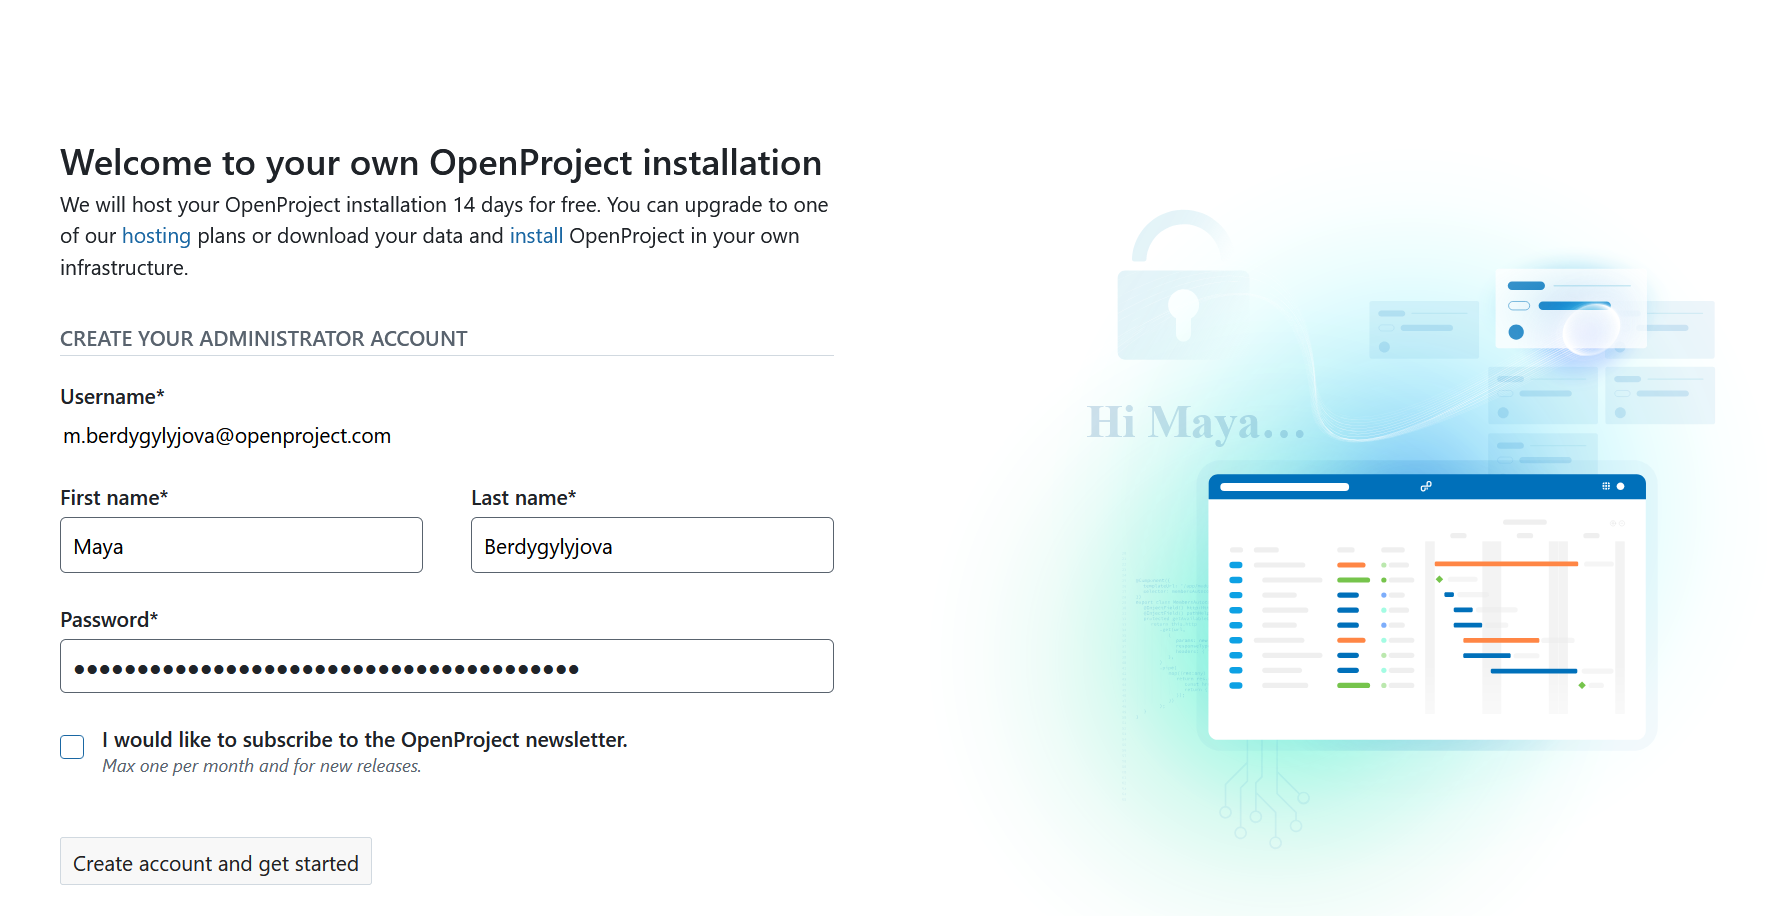 Welcome to your own OpenProject installation
We will host your OpenProject installation 14 days for free. You can upgrade to one
of our hosting plans or download your data and install OpenProject in your own
infrastructure.
CREATE YOUR ADMINISTRATOR ACCOUNT
Username*
m.berdygylyjova@openproject.com
First name*
Last name*
Maya
Berdygylyjova
Password*
I would like to subscribe to the OpenProject newsletter.
Max one per month and for new releases.
Create account and get started
Hi Maya...